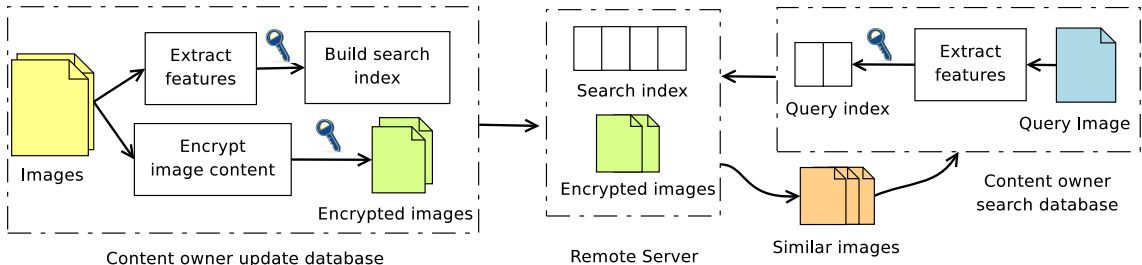 Extract
features
Build search
index
Images
Encrypt
image content
Encrypted images
Content owner update database
Search index
Encrypted images
Remote Server
Query index
Extract
features
Query Image
Similar images
Content owner
search database